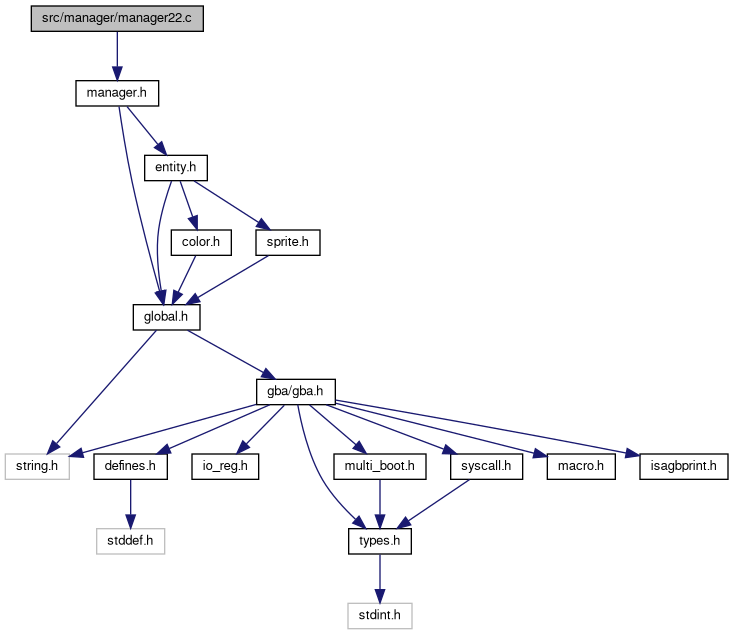 src/manager/manager22.c
manager.h
entity.h
color.h
sprite.h
global.h
gba/gba.h
string.h
defines.h
io_reg.h
multi_boot.h
syscall.h
macro.h
isagbprint.h
stddef.h
types.h
stdint.h